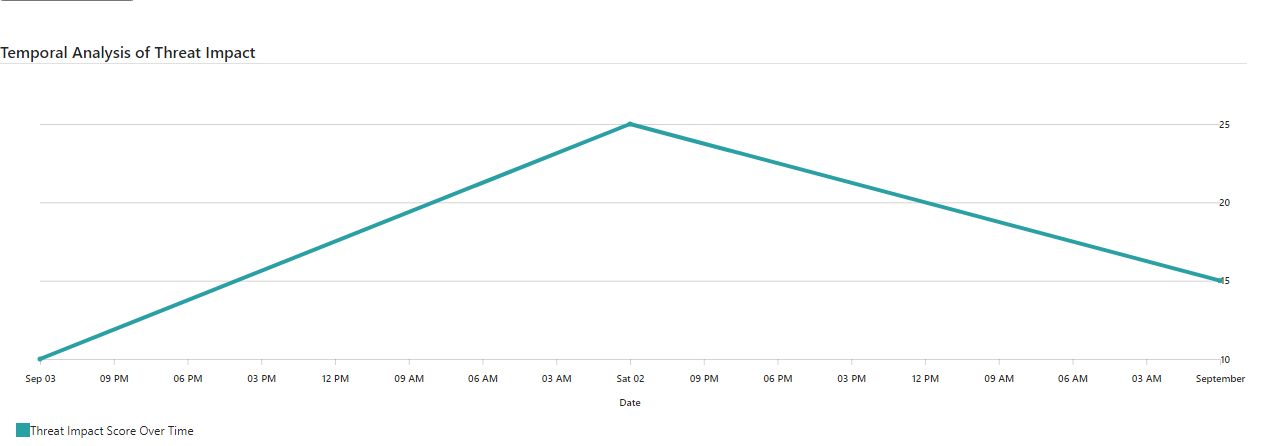 Temporal Analysis of Threat Impact
25
20
15
10
Sep 03 09 PM 06 PM 03 PM 12 PM 09 AM 06 AM 03 AM Sat 02 09 PM 06 PM 03 PM 12 PM 09 AM 06 AM 03 AM September
Date
Threat Impact Score Over Time